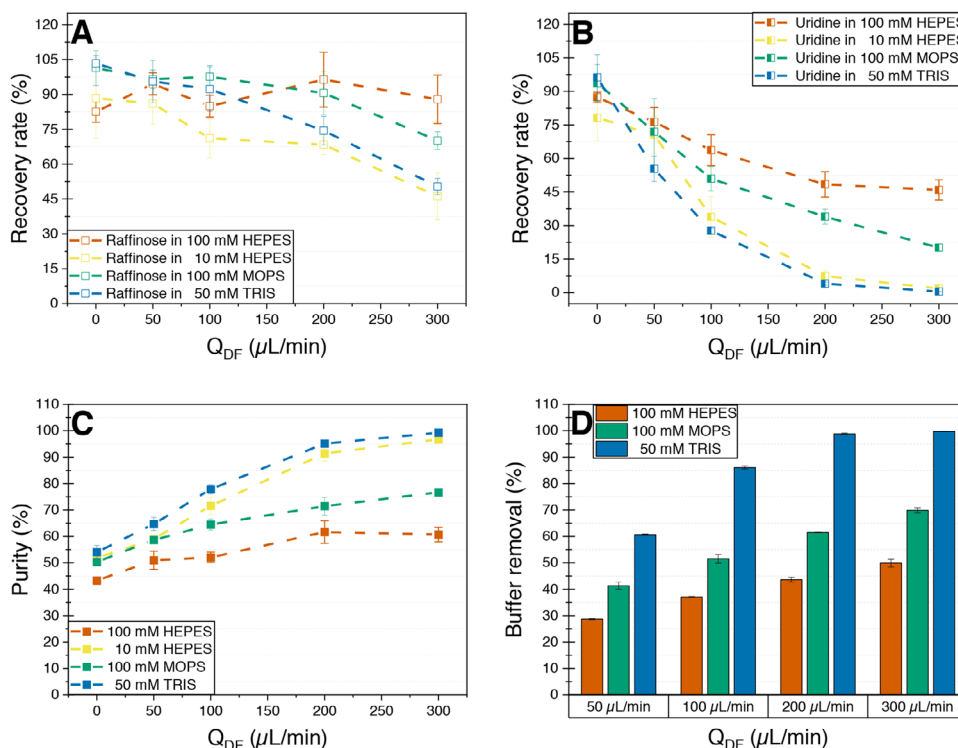 A
Recovery rate (%)
120
105
90
75
60
45
30
15
0
Raffinose in 100 mM HEPES
Raffinose in 10 mM HEPES
Raffinose in 100 mM MOPS
Raffinose in 50 mM TRIS
0 50 100 200 300
Q_DF (µL/min)
B
Recovery rate (%)
120
105
90
75
60
45
30
15
0
Uridine in 100 mM HEPES
Uridine in 10 mM HEPES
Uridine in 100 mM MOPS
Uridine in 50 mM TRIS
0 50 100 200 300
Q_DF (µL/min)
C
Purity (%)
110
100
90
80
70
60
50
40
30
20
10
0
100 mM HEPES
10 mM HEPES
100 mM MOPS
50 mM TRIS
0 50 100 200 300
Q_DF (µL/min)
D
Buffer removal (%)
110
100
90
80
70
60
50
40
30
20
10
0
100 mM HEPES
100 mM MOPS
50 mM TRIS
50 µL/min 100 µL/min 200 µL/min 300 µL/min
Q_DF (µL/min)